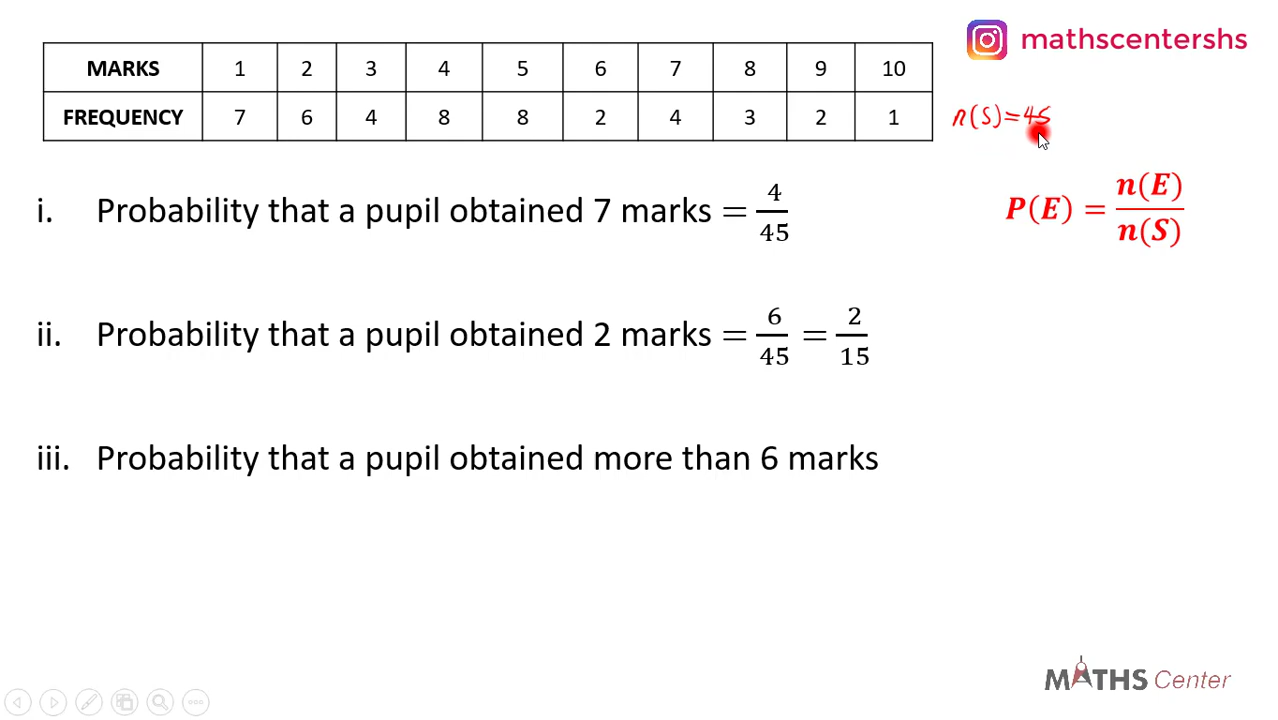 mathscentershs
MARKS 1 2 3 4 5 6 7 8 9 10
FREQUENCY 7 6 4 8 8 2 4 3 2 1
n(S)=45
i. Probability that a pupil obtained 7 marks = 4/45
P(E) = n(E)/n(S)
ii. Probability that a pupil obtained 2 marks = 6/45 = 2/15
iii. Probability that a pupil obtained more than 6 marks
MATHS Center